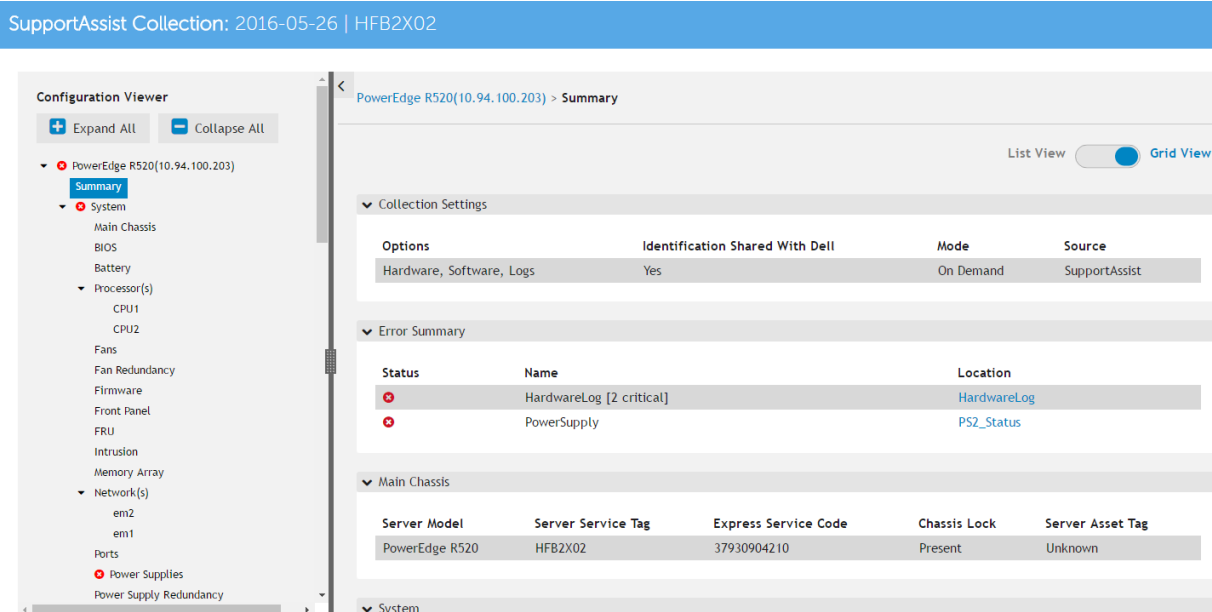 SupportAssist Collection: 2016-05-26 | HFB2X02
Configuration Viewer
Expand All Collapse All
PowerEdge R520(10.94.100.203)
Summary
System
Main Chassis
BIOS
Battery
Processor(s)
CPU1
CPU2
Fans
Fan Redundancy
Firmware
Front Panel
FRU
Intrusion
Memory Array
Network(s)
em2
em1
Ports
Power Supplies
Power Supply Redundancy
PowerEdge R520(10.94.100.203) > Summary
List View Grid View
Collection Settings
Options Identification Shared With Dell Mode Source
Hardware, Software, Logs Yes On Demand SupportAssist
Error Summary
Status Name Location
HardwareLog [2 critical] HardwareLog
PowerSupply PS2_Status
Main Chassis
Server Model Server Service Tag Express Service Code Chassis Lock Server Asset Tag
PowerEdge R520 HFB2X02 37930904210 Present Unknown
System